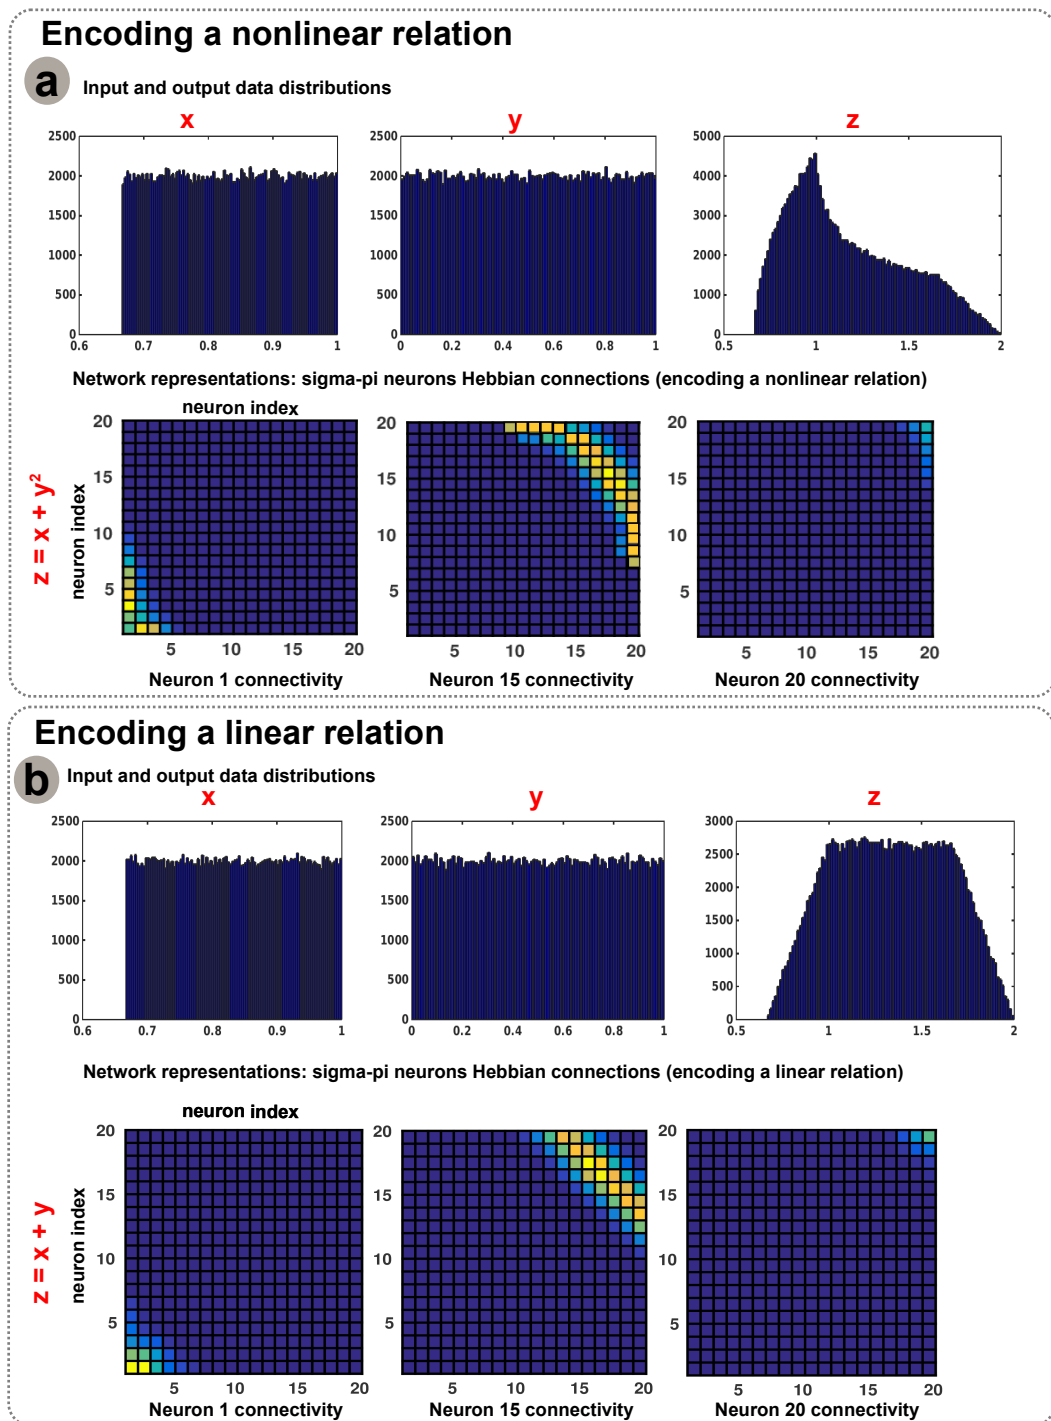 Encoding a nonlinear relation
a Input and output data distributions
x y z
2500 2000 1500 1000 500 0
0.6 0.7 0.8 0.9 1
2500 2000 1500 1000 500 0
0 0.2 0.4 0.6 0.8 1
5000 4000 3000 2000 1000 0
0.5 1 1.5 2
Network representations: sigma-pi neurons Hebbian connections (encoding a nonlinear relation)
z = x + y²
neuron index
neuron index
20 15 10 5
5 10 15 20
Neuron 1 connectivity
20 15 10 5
5 10 15 20
Neuron 15 connectivity
20 15 10 5
5 10 15 20
Neuron 20 connectivity
Encoding a linear relation
b Input and output data distributions
x y z
2500 2000 1500 1000 500 0
0.6 0.7 0.8 0.9 1
2500 2000 1500 1000 500 0
0 0.2 0.4 0.6 0.8 1
3000 2500 2000 1500 1000 500 0
0.5 1 1.5 2
Network representations: sigma-pi neurons Hebbian connections (encoding a linear relation)
z = x + y
neuron index
neuron index
20 15 10 5
5 10 15 20
Neuron 1 connectivity
20 15 10 5
5 10 15 20
Neuron 15 connectivity
20 15 10 5
5 10 15 20
Neuron 20 connectivity